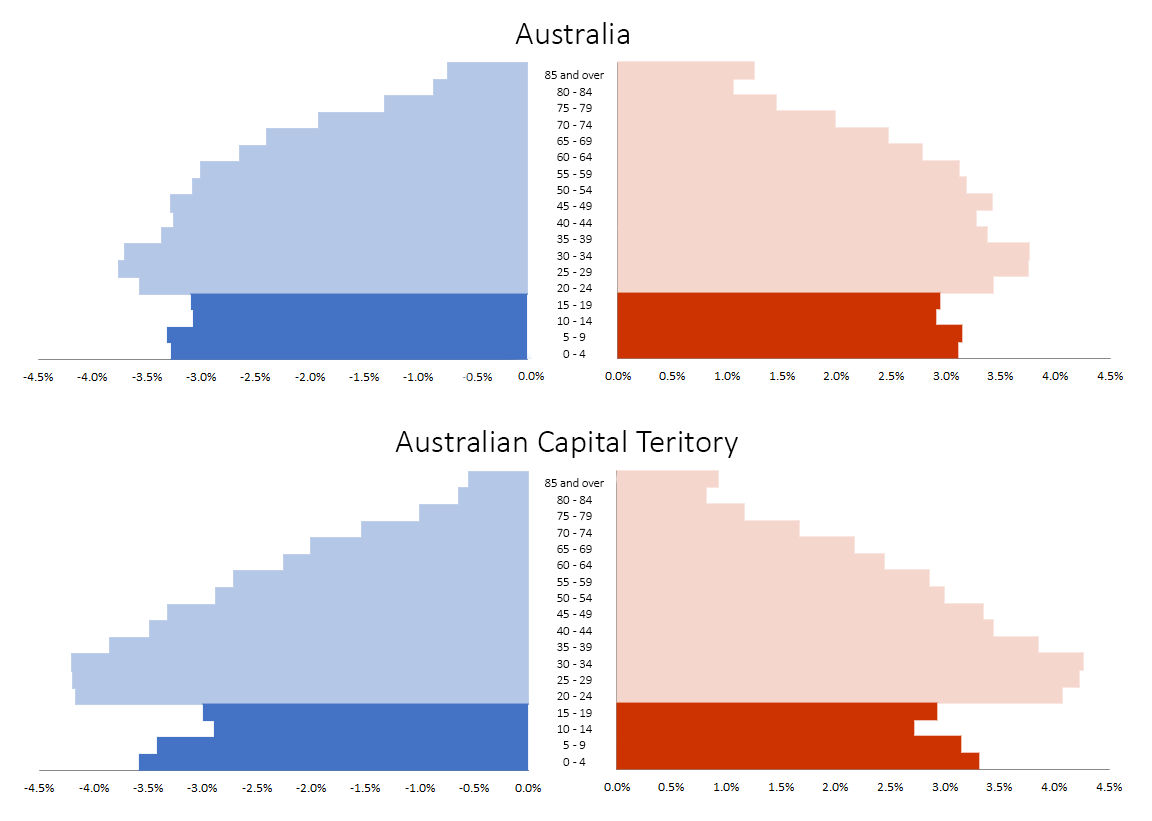 Australia
85 and over
80 - 84
75 - 79
70 - 74
65 - 69
60 - 64
55 - 59
50 - 54
45 - 49
40 - 44
35 - 39
30 - 34
25 - 29
20 - 24
15 - 19
10 - 14
5 - 9
0 - 4
-4.5% -4.0% -3.5% -3.0% -2.5% -2.0% -1.5% -1.0% -0.5% 0.0% 0.0% 0.5% 1.0% 1.5% 2.0% 2.5% 3.0% 3.5% 4.0% 4.5%
Australian Capital Teritory
85 and over
80 - 84
75 - 79
70 - 74
65 - 69
60 - 64
55 - 59
50 - 54
45 - 49
40 - 44
35 - 39
30 - 34
25 - 29
20 - 24
15 - 19
10 - 14
5 - 9
0 - 4
-4.5% -4.0% -3.5% -3.0% -2.5% -2.0% -1.5% -1.0% -0.5% 0.0% 0.0% 0.5% 1.0% 1.5% 2.0% 2.5% 3.0% 3.5% 4.0% 4.5%